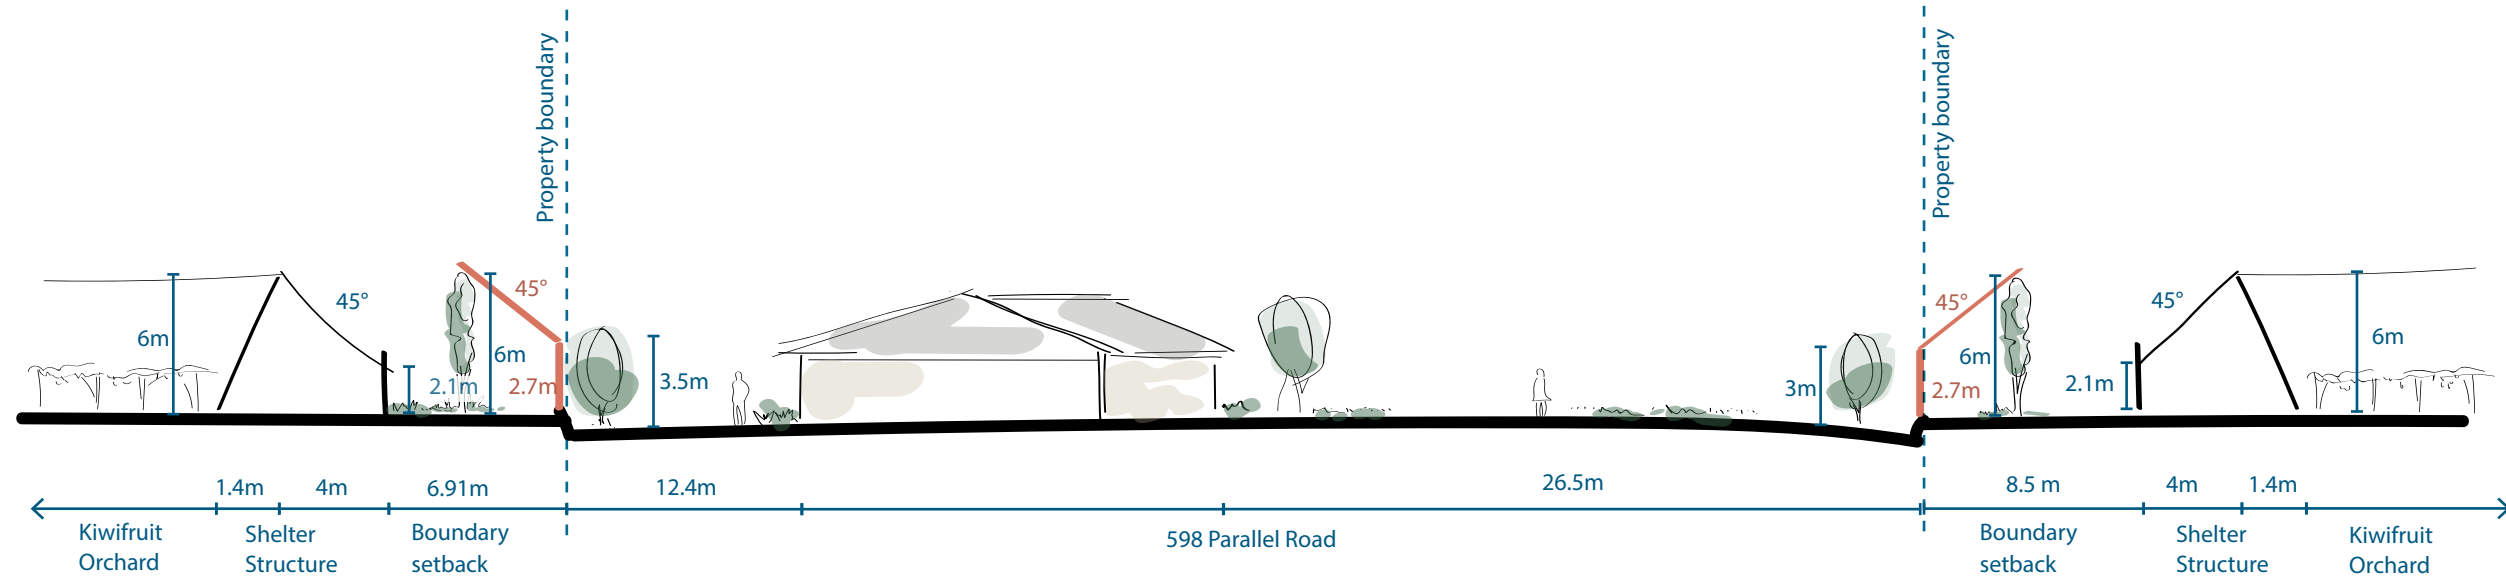 Property boundary
Property boundary
45°
45°
45°
45°
6m
6m
2.1m
2.7m
3.5m
3m
6m
2.7m
2.1m
6m
1.4m
4m
6.91m
12.4m
26.5m
8.5 m
4m
1.4m
Kiwifruit
Orchard
Shelter
Structure
Boundary
setback
598 Parallel Road
Boundary
setback
Shelter
Structure
Kiwifruit
Orchard